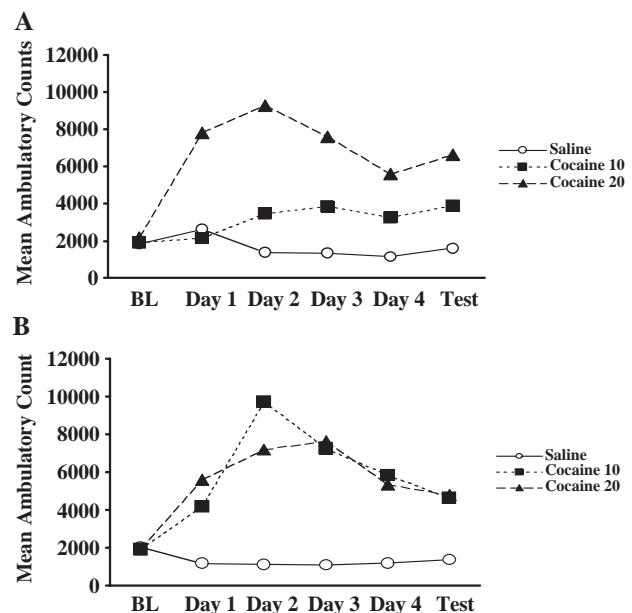 A
Mean Ambulatory Counts
12000
10000
8000
6000
4000
2000
0
BL Day 1 Day 2 Day 3 Day 4 Test
Saline
Cocaine 10
Cocaine 20
B
Mean Ambulatory Count
12000
10000
8000
6000
4000
2000
0
BL Day 1 Day 2 Day 3 Day 4 Test
Saline
Cocaine 10
Cocaine 20